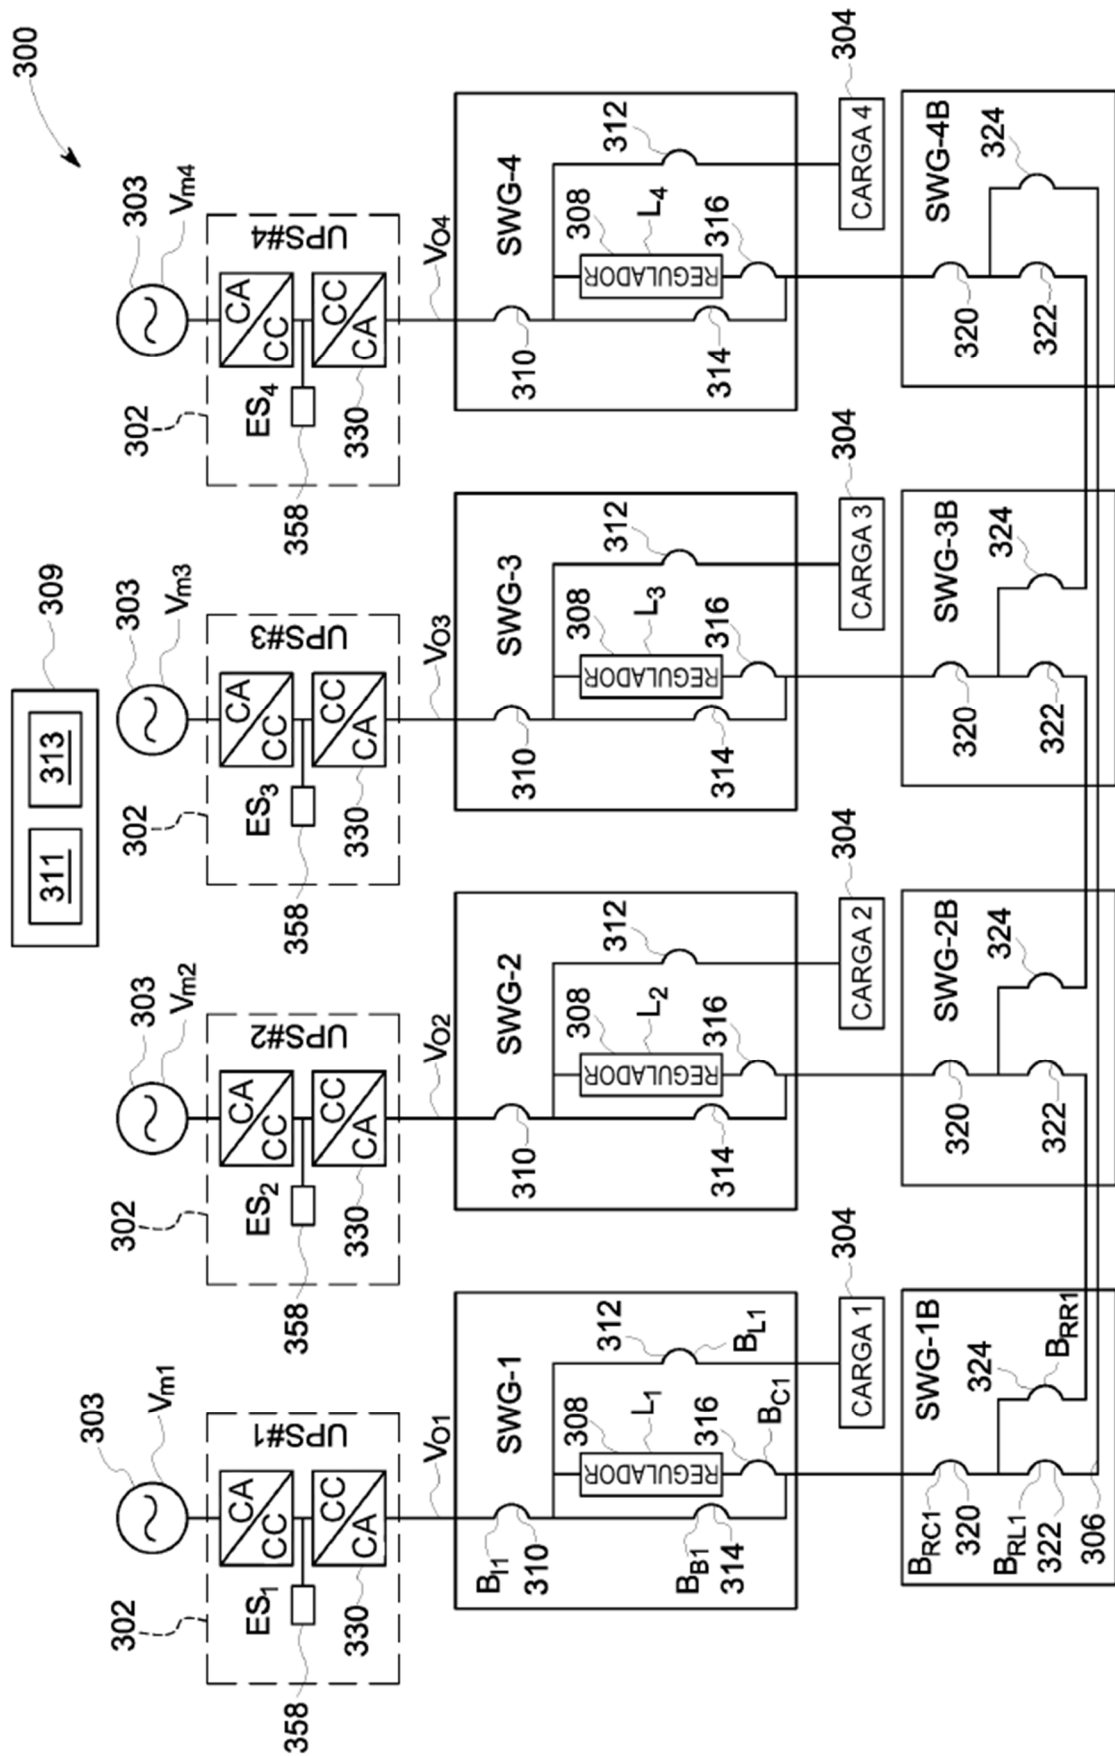 300
309
311
313
303
Vm1
303
Vm2
303
Vm3
303
Vm4
302
CA
CC
UPS#1
ES1
CC
CA
358
330
302
CA
CC
UPS#2
ES2
CC
CA
358
330
302
CA
CC
UPS#3
ES3
CC
CA
358
330
302
CA
CC
UPS#4
ES4
CC
CA
358
330
VO1
VO2
VO3
VO4
SWG-1
BI1
310
308
312
BL1
REGULADOR
L1
BB1
314
316
BC1
SWG-2
310
308
312
REGULADOR
L2
314
316
SWG-3
310
308
312
REGULADOR
L3
314
316
SWG-4
310
308
312
REGULADOR
L4
314
316
304
CARGA 1
304
CARGA 2
304
CARGA 3
304
CARGA 4
SWG-1B
BRC1
320
324
BRR1
BRL1
322
306
SWG-2B
320
324
322
SWG-3B
320
324
322
SWG-4B
320
324
322